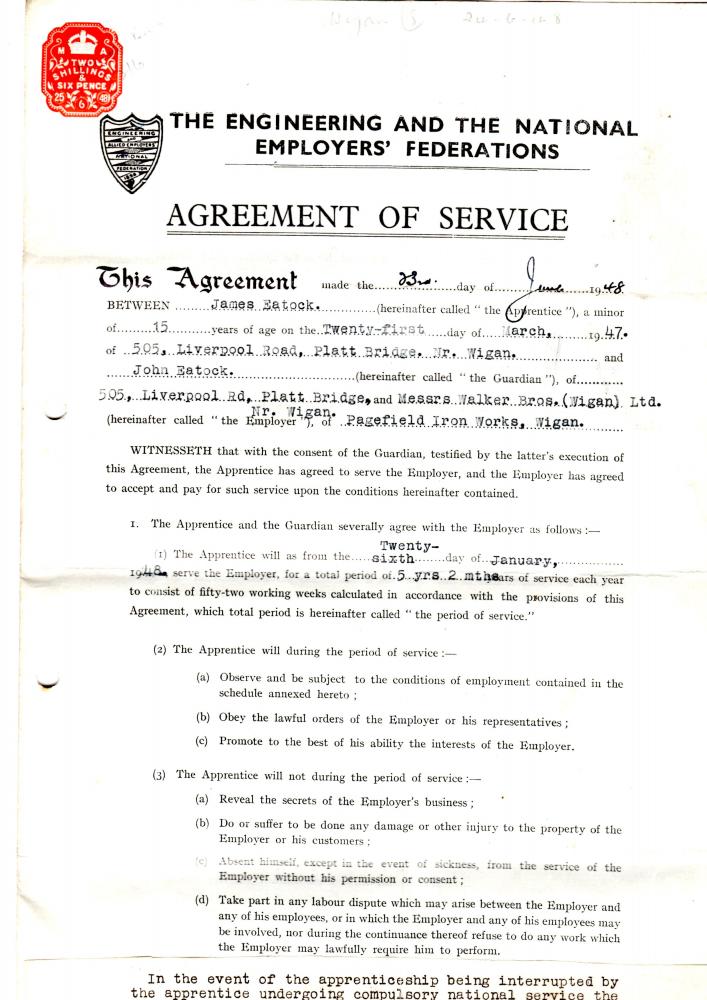 Wigan
24-6-48
M A
TWO
SHILLINGS
&
SIX PENCE
25 6 48
ENGINEERING
AND
ALLIED EMPLOYERS
NATIONAL
FEDERATION
THE ENGINEERING AND THE NATIONAL
EMPLOYERS' FEDERATIONS
AGREEMENT OF SERVICE
This Agreement made the 23rd. day of June 1948.
BETWEEN James Eatock. (hereinafter called " the Apprentice "), a minor
of 15 years of age on the Twenty-first day of March, 1947.
of 505, Liverpool Road, Platt Bridge. Nr. Wigan. and
John Eatock. (hereinafter called " the Guardian "), of
505, Liverpool Rd, Platt Bridge, and Messrs Walker Bros. (Wigan) Ltd.
Nr. Wigan.
(hereinafter called " the Employer "), of Pagefield Iron Works, Wigan.
WITNESSETH that with the consent of the Guardian, testified by the latter's execution of
this Agreement, the Apprentice has agreed to serve the Employer, and the Employer has agreed
to accept and pay for such service upon the conditions hereinafter contained.
1. The Apprentice and the Guardian severally agree with the Employer as follows :—
Twenty-
(1) The Apprentice will as from the sixth day of January,
1948, serve the Employer, for a total period of 5 yrs 2 mths ars of service each year
to consist of fifty-two working weeks calculated in accordance with the provisions of this
Agreement, which total period is hereinafter called " the period of service."
(2) The Apprentice will during the period of service :—
(a) Observe and be subject to the conditions of employment contained in the
schedule annexed hereto ;
(b) Obey the lawful orders of the Employer or his representatives ;
(c) Promote to the best of his ability the interests of the Employer.
(3) The Apprentice will not during the period of service :—
(a) Reveal the secrets of the Employer's business ;
(b) Do or suffer to be done any damage or other injury to the property of the
Employer or his customers ;
(c) Absent himself, except in the event of sickness, from the service of the
Employer without his permission or consent ;
(d) Take part in any labour dispute which may arise between the Employer and
any of his employees, or in which the Employer and any of his employees may
be involved, nor during the continuance thereof refuse to do any work which
the Employer may lawfully require him to perform.
In the event of the apprenticeship being interrupted by
the apprentice undergoing compulsory national service the